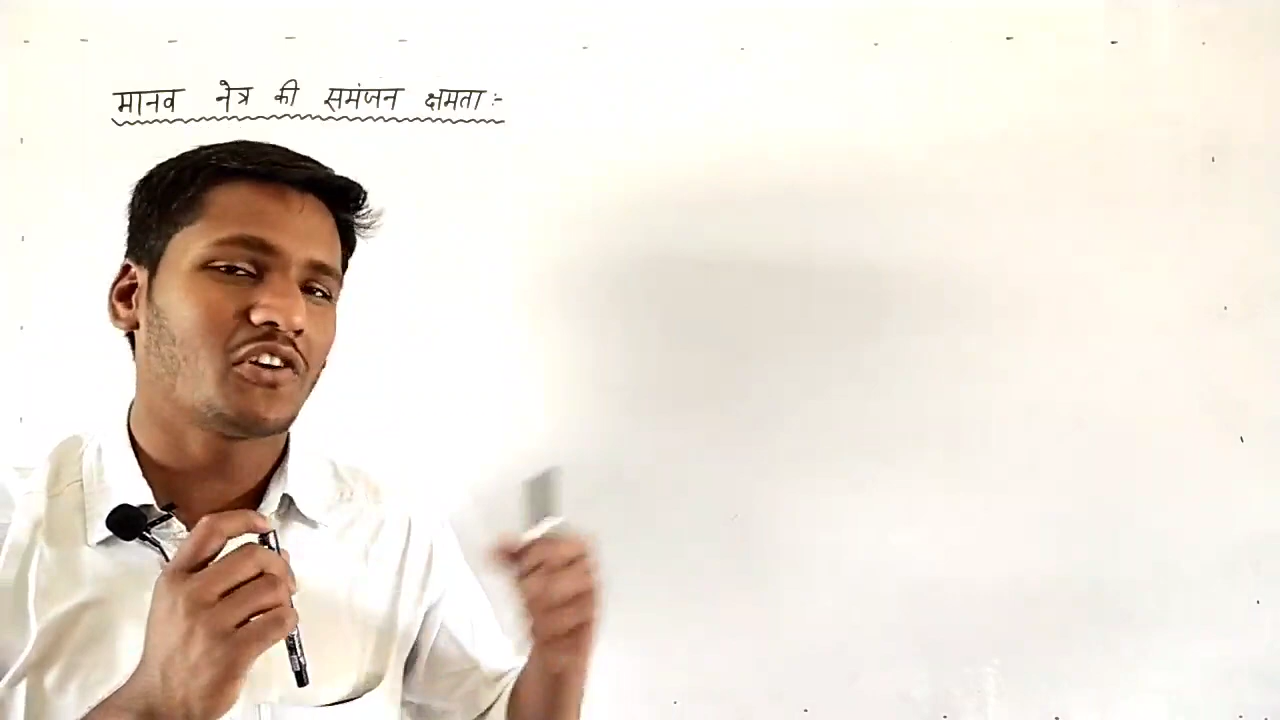 मानव नेत्र की समंजन क्षमता :-